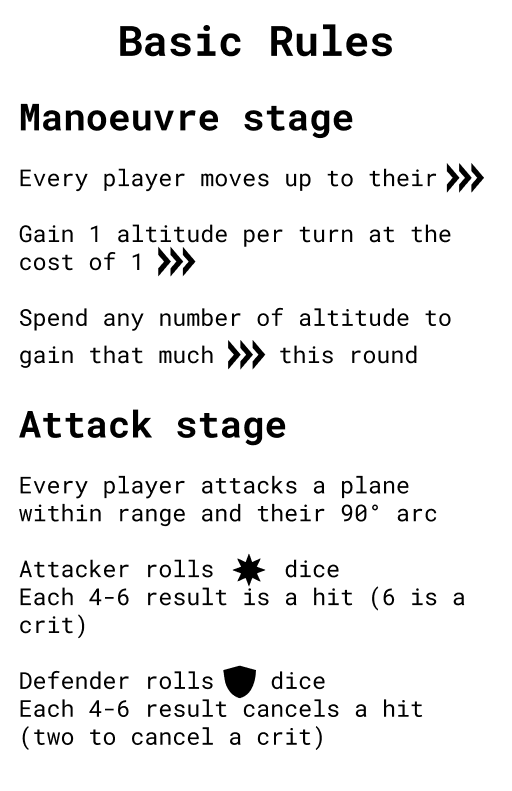 Basic Rules
Manoeuvre stage
Every player moves up to their
Gain 1 altitude per turn at the
cost of 1
Spend any number of altitude to
gain that much this round
Attack stage
Every player attacks a plane
within range and their 90° arc
Attacker rolls dice
Each 4-6 result is a hit (6 is a
crit)
Defender rolls dice
Each 4-6 result cancels a hit
(two to cancel a crit)